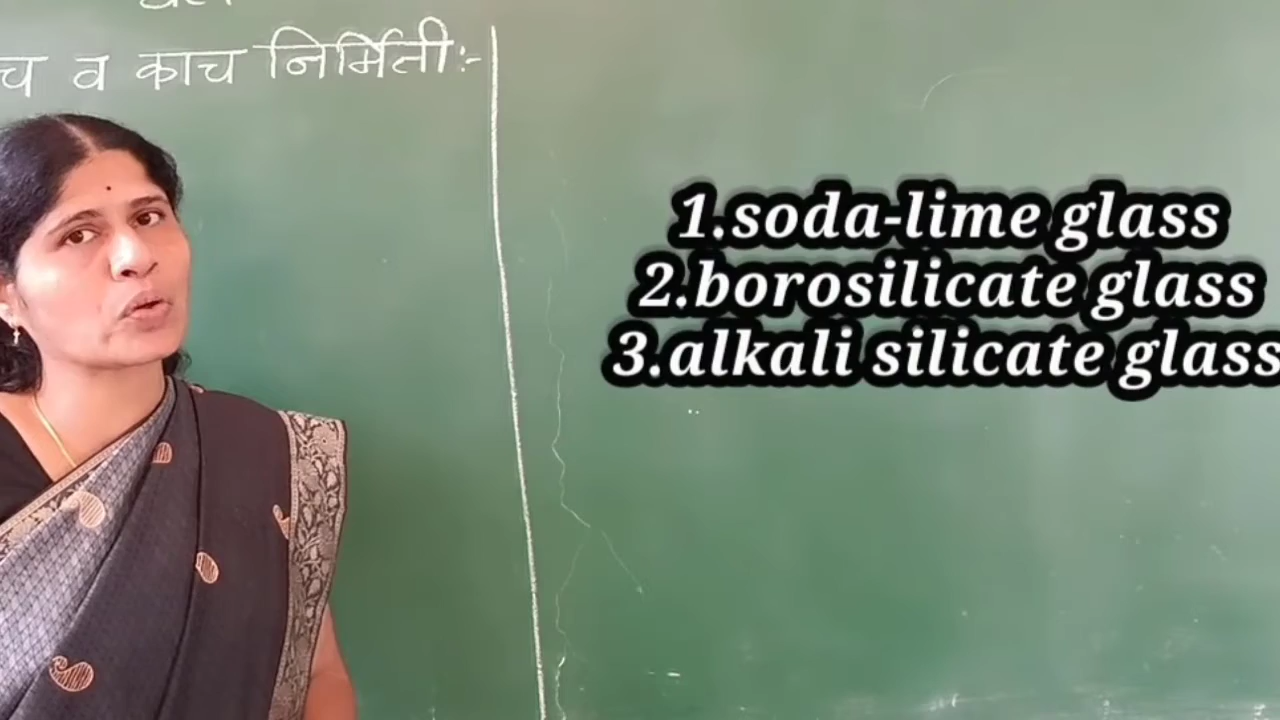 च व काच निर्मिती:-
1.soda-lime glass
2.borosilicate glass
3.alkali silicate glass